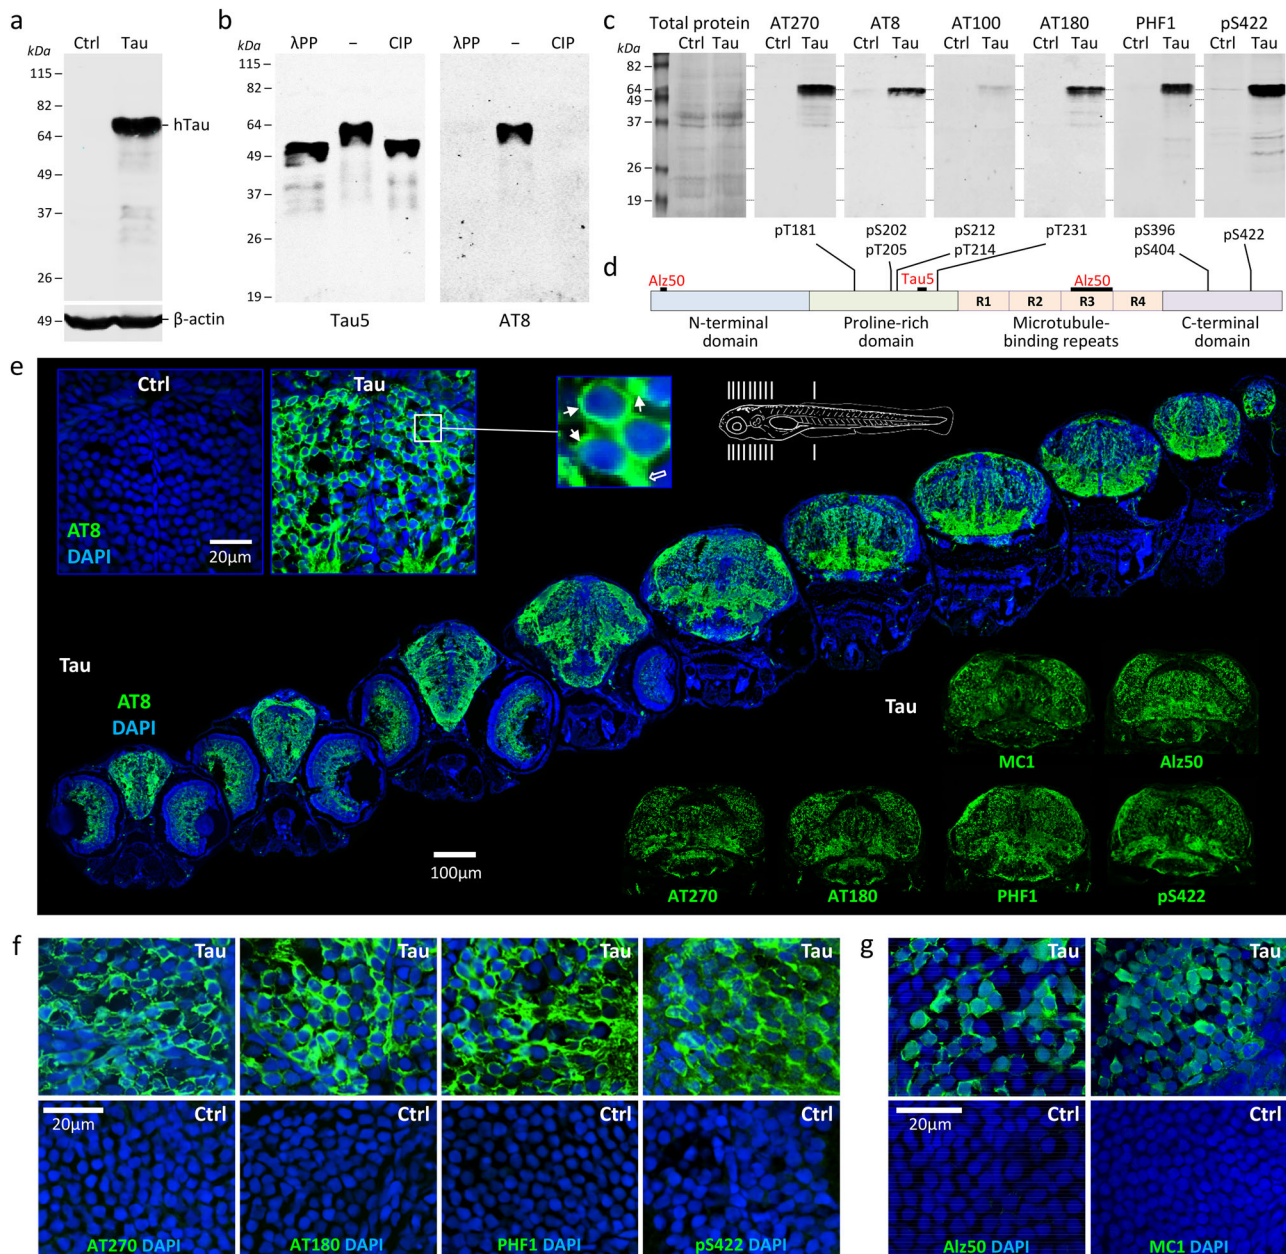 a
kDa
Ctrl Tau
115
82
64
49
37
26
49
hTau
β-actin
b
kDa
λPP – CIP
λPP – CIP
115
82
64
49
37
19
Tau5
AT8
c
kDa
Total protein AT270 AT8 AT100 AT180 PHF1 pS422
Ctrl Tau Ctrl Tau Ctrl Tau Ctrl Tau Ctrl Tau Ctrl Tau Ctrl Tau
82
64
49
37
26
19
pT181
pS202
pT205
pS212
pT214
pT231
pS396
pS404
pS422
d
Alz50
Tau5
Alz50
R1 R2 R3 R4
N-terminal
domain
Proline-rich
domain
Microtubule-
binding repeats
C-terminal
domain
e
Ctrl
Tau
AT8
DAPI
20µm
Tau
AT8
DAPI
100µm
Tau
MC1
Alz50
AT270
AT180
PHF1
pS422
f
Tau
Tau
Tau
Tau
20µm
Ctrl
Ctrl
Ctrl
Ctrl
AT270 DAPI
AT180 DAPI
PHF1 DAPI
pS422 DAPI
g
Tau
Tau
20µm
Ctrl
Ctrl
Alz50 DAPI
MC1 DAPI